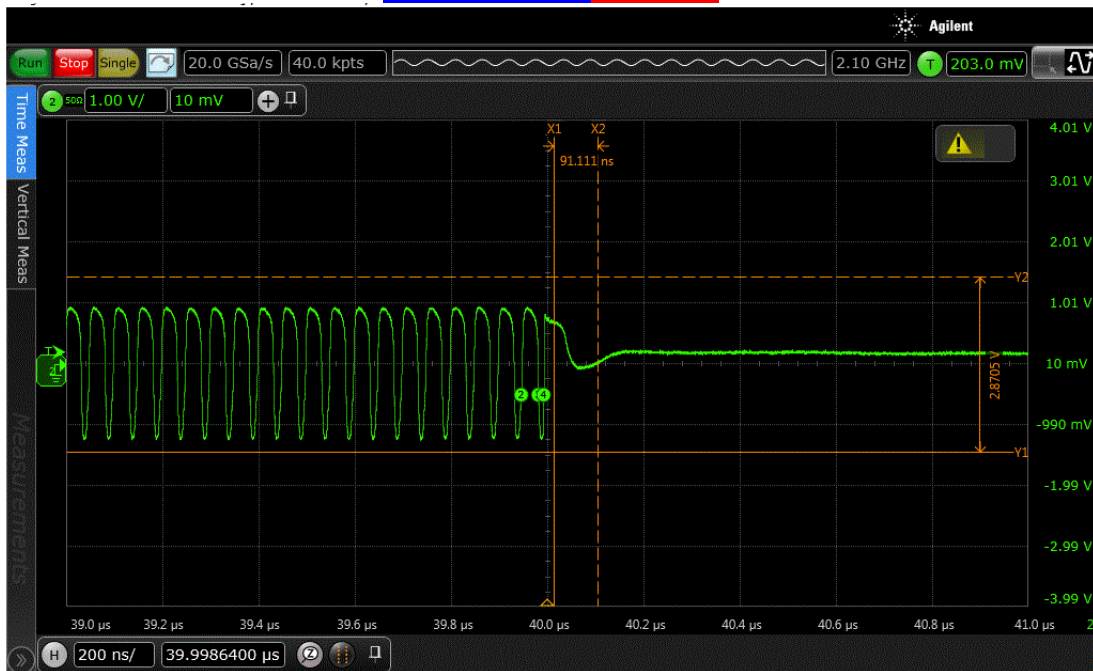 Agilent
Run Stop Single 20.0 GSa/s 40.0 kpts 2.10 GHz T 203.0 mV
2 50Ω 1.00 V/ 10 mV +
Time Meas
Vertical Meas
Measurements
X1 X2
91.111 ns
4.01 V
3.01 V
2.01 V
Y2
1.01 V
T
2
10 mV
2.8705 V
2 4
-990 mV
Y1
-1.99 V
-2.99 V
-3.99 V
39.0 µs 39.2 µs 39.4 µs 39.6 µs 39.8 µs 40.0 µs 40.2 µs 40.4 µs 40.6 µs 40.8 µs 41.0 µs
H 200 ns/ 39.9986400 µs Z